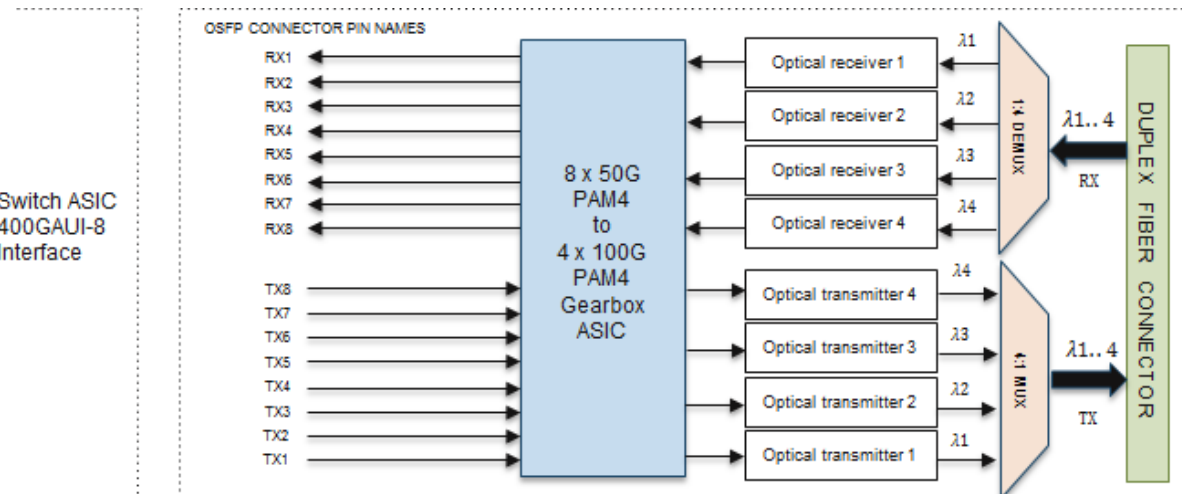 OSFP CONNECTOR PIN NAMES
RX1
RX2
RX3
RX4
RX5
RX6
RX7
RX8
TX8
TX7
TX6
TX5
TX4
TX3
TX2
TX1
Switch ASIC
400GAUI-8
Interface
8 x 50G
PAM4
to
4 x 100G
PAM4
Gearbox
ASIC
Optical receiver 1
Optical receiver 2
Optical receiver 3
Optical receiver 4
Optical transmitter 4
Optical transmitter 3
Optical transmitter 2
Optical transmitter 1
λ1
λ2
λ3
λ4
λ4
λ3
λ2
λ1
1:4 DEMUX
4:1 MUX
λ1.. 4
RX
λ1.. 4
TX
DUPLEX FIBER CONNECTOR